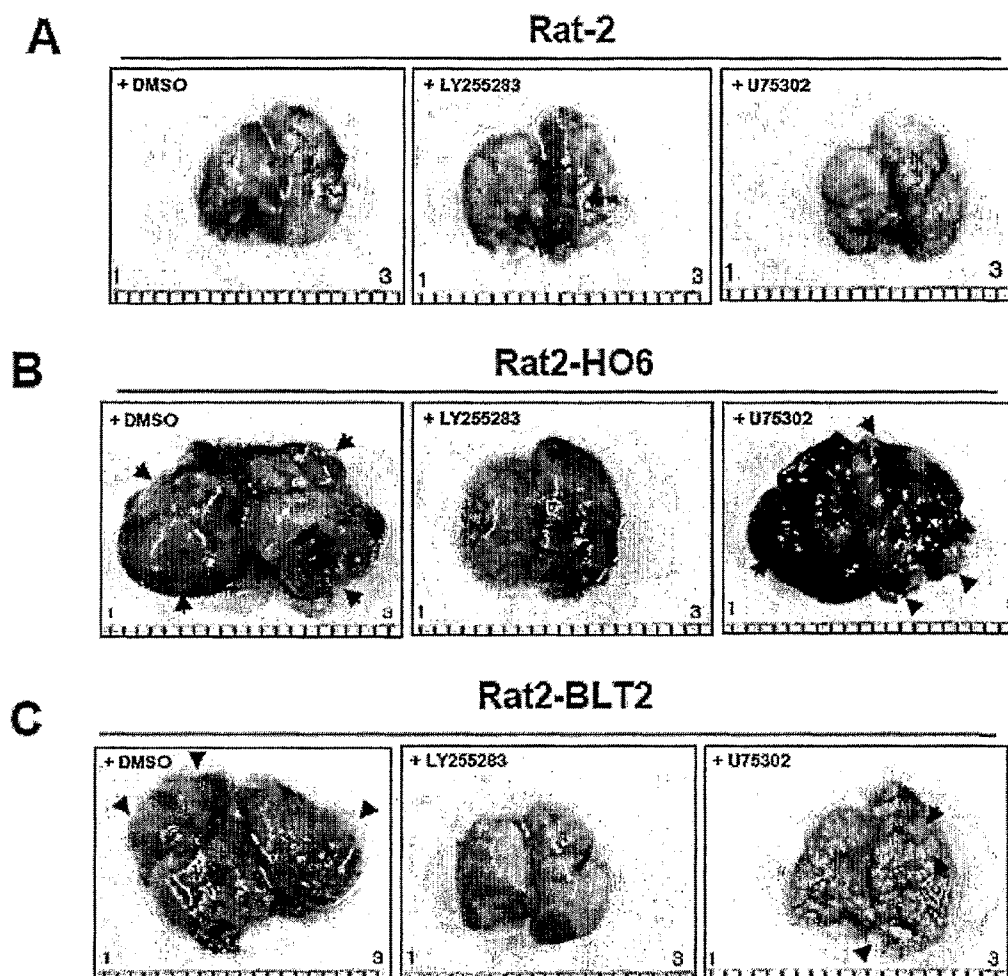 A
Rat-2
+ DMSO
+ LY255283
+ U75302
1 3
1 3
1 3
B
Rat2-HO6
+ DMSO
+ LY255283
+ U75302
1 3
1 3
1
C
Rat2-BLT2
+ DMSO
+ LY255283
+ U75302
1 3
1 3
1 3